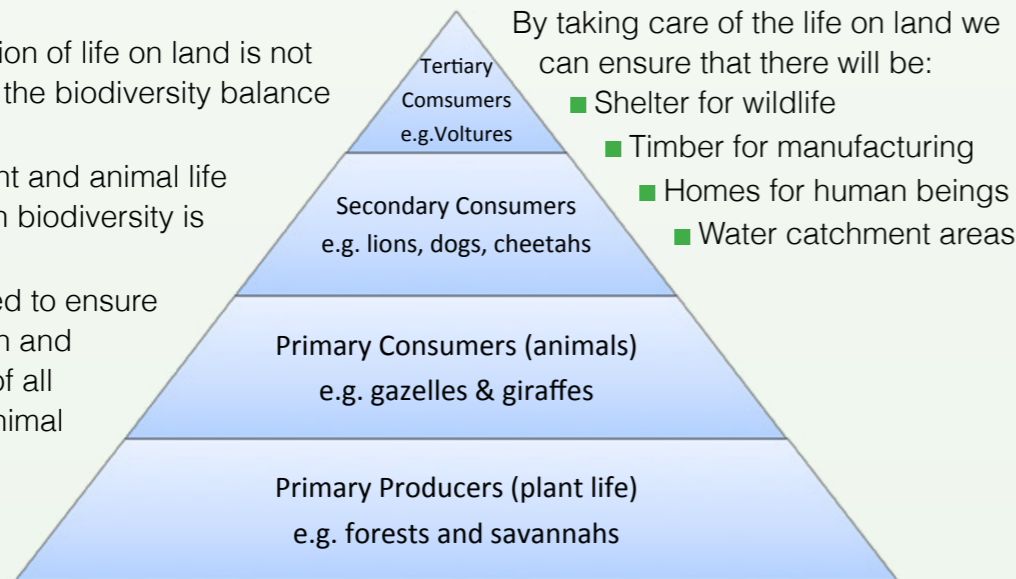 ion of life on land is not
the biodiversity balance
nt and animal life
n biodiversity is
ed to ensure
n and
of all
nimal
Tertiary
Comsumers
e.g.Voltures
Secondary Consumers
e.g. lions, dogs, cheetahs
Primary Consumers (animals)
e.g. gazelles & giraffes
Primary Producers (plant life)
e.g. forests and savannahs
By taking care of the life on land we
can ensure that there will be:
Shelter for wildlife
Timber for manufacturing
Homes for human beings
Water catchment areas